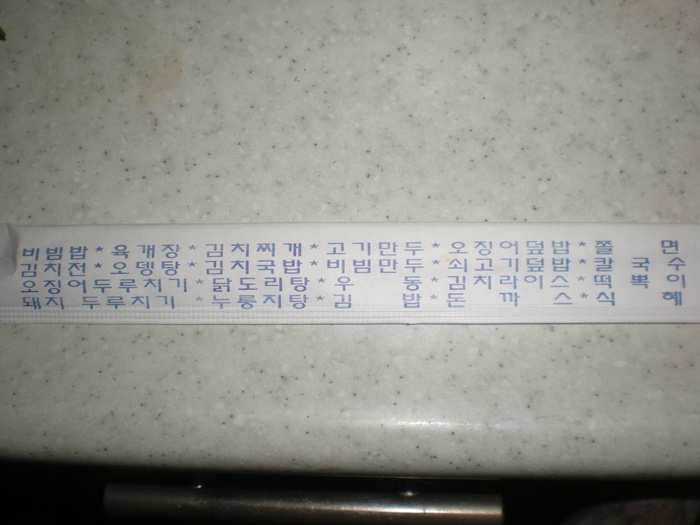 비빔밥*육개장*김치찌개*고기만두*오징어덮밥*쫄 면
김치전*오뎅탕*김치국밥*비빔만두*쇠고기덮밥*칼 국 수
오징어두루치기*닭도리탕*우 동*김치라이스*떡 뽁 이
돼지 두루치기*누룽지탕*김 밥*돈 까 스*식 혜